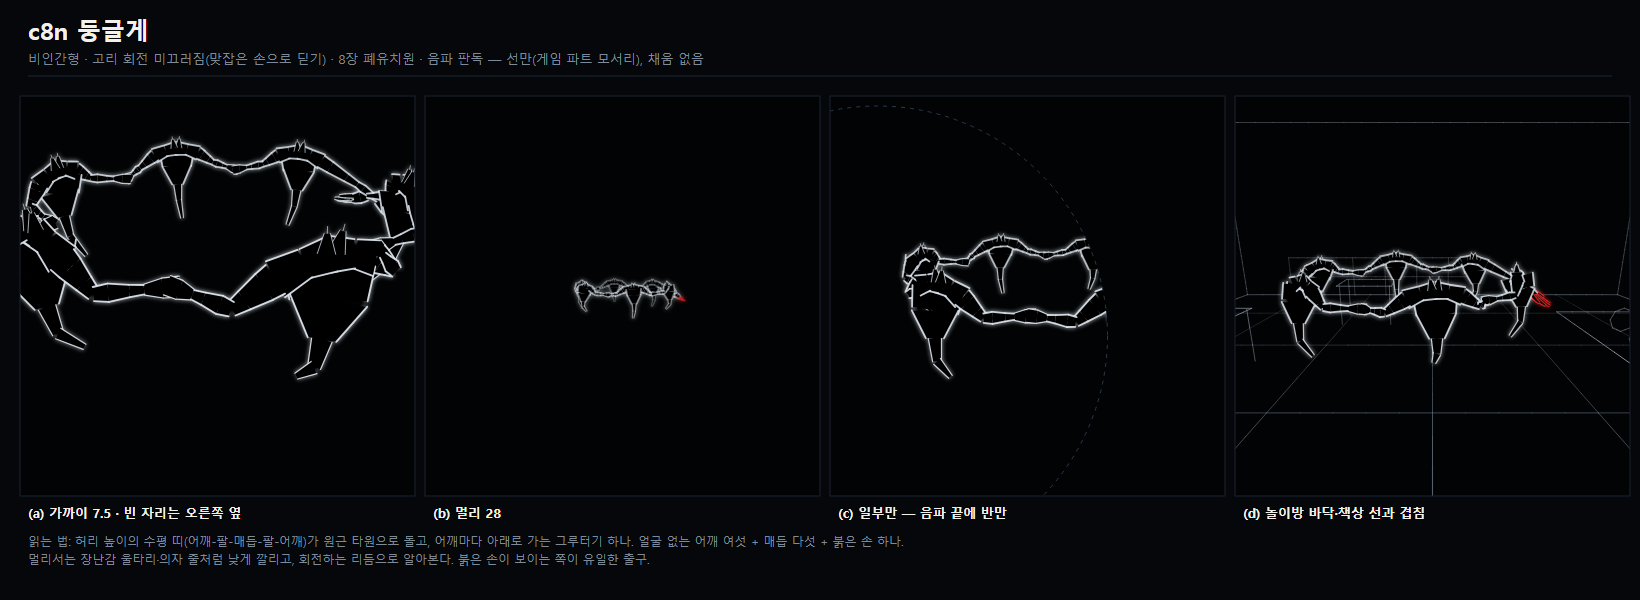 c8n 둥글게
비인간형 · 고리 회전 미끄러짐(맞잡은 손으로 딛기) · 8장 폐유치원 · 음파 판독 — 선만(게임 파트 모서리), 채움 없음
(a) 가까이 7.5 · 빈 자리는 오른쪽 옆
(b) 멀리 28
(c) 일부만 — 음파 끝에 반만
(d) 놀이방 바닥·책상 선과 겹침
읽는 법: 허리 높이의 수평 띠(어깨-팔-매듭-팔-어깨)가 원근 타원으로 돌고, 어깨마다 아래로 가는 그루터기 하나. 얼굴 없는 어깨 여섯 + 매듭 다섯 + 붉은 손 하나.
멀리서는 장난감 울타리·의자 줄처럼 낮게 깔리고, 회전하는 리듬으로 알아본다. 붉은 손이 보이는 쪽이 유일한 출구.